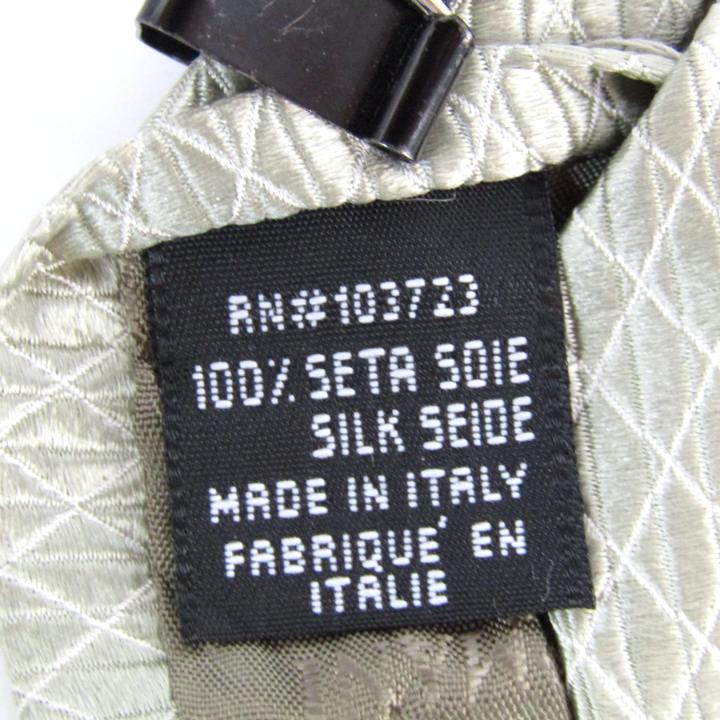 RN#103723
100% SETA SOIE
SILK SEIDE
MADE IN ITALY
FABRIQUE' EN
ITALIE